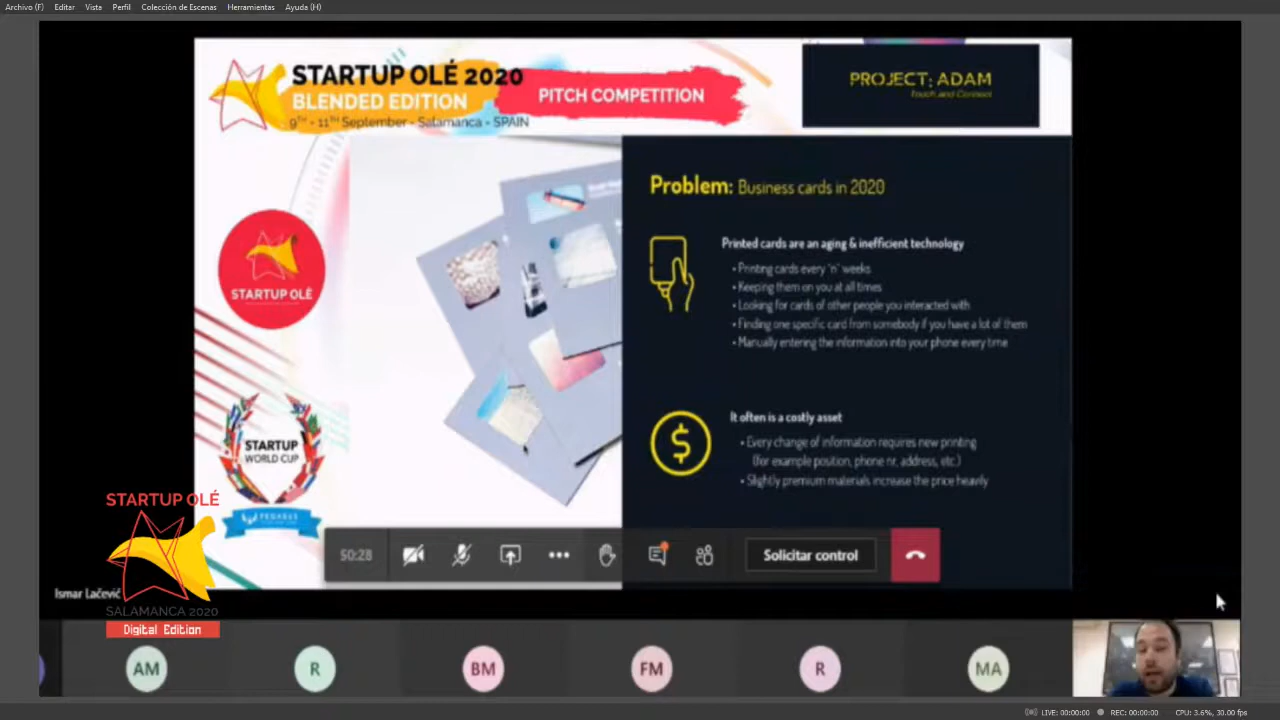 Archivo (F) Editar Vista Perfil Colección de Escenas Herramientas Ayuda (H)
STARTUP OLÉ 2020
BLENDED EDITION
9TH - 11TH September - Salamanca - SPAIN
PITCH COMPETITION
PROJECT: ADAM
Touch and Connect
STARTUP OLÉ
Problem: Business cards in 2020
Printed cards are an aging & inefficient technology
• Printing cards every "n" weeks
• Keeping them on you at all times
• Looking for cards of other people you interacted with
• Finding one specific card from somebody if you have a lot of them
• Manually entering the information into your phone every time
It often is a costly asset
• Every change of information requires new printing
(for example position, phone nr, address, etc.)
• Slightly premium materials increase the price heavily
STARTUP
WORLD CUP
PEGASUS
STARTUP OLÉ
SALAMANCA 2020
Digital Edition
50:28
Solicitar control
Ismar Lačević
AM R BM FM R MA
LIVE: 00:00:00 REC: 00:00:00 CPU: 3.6%, 30.00 fps